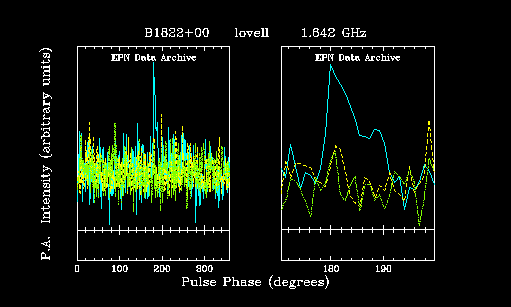 B1822+00 lovell 1.642 GHz
EPN Data Archive EPN Data Archive
P.A. Intensity (arbitrary units)
0 100 200 300 180 190
Pulse Phase (degrees)